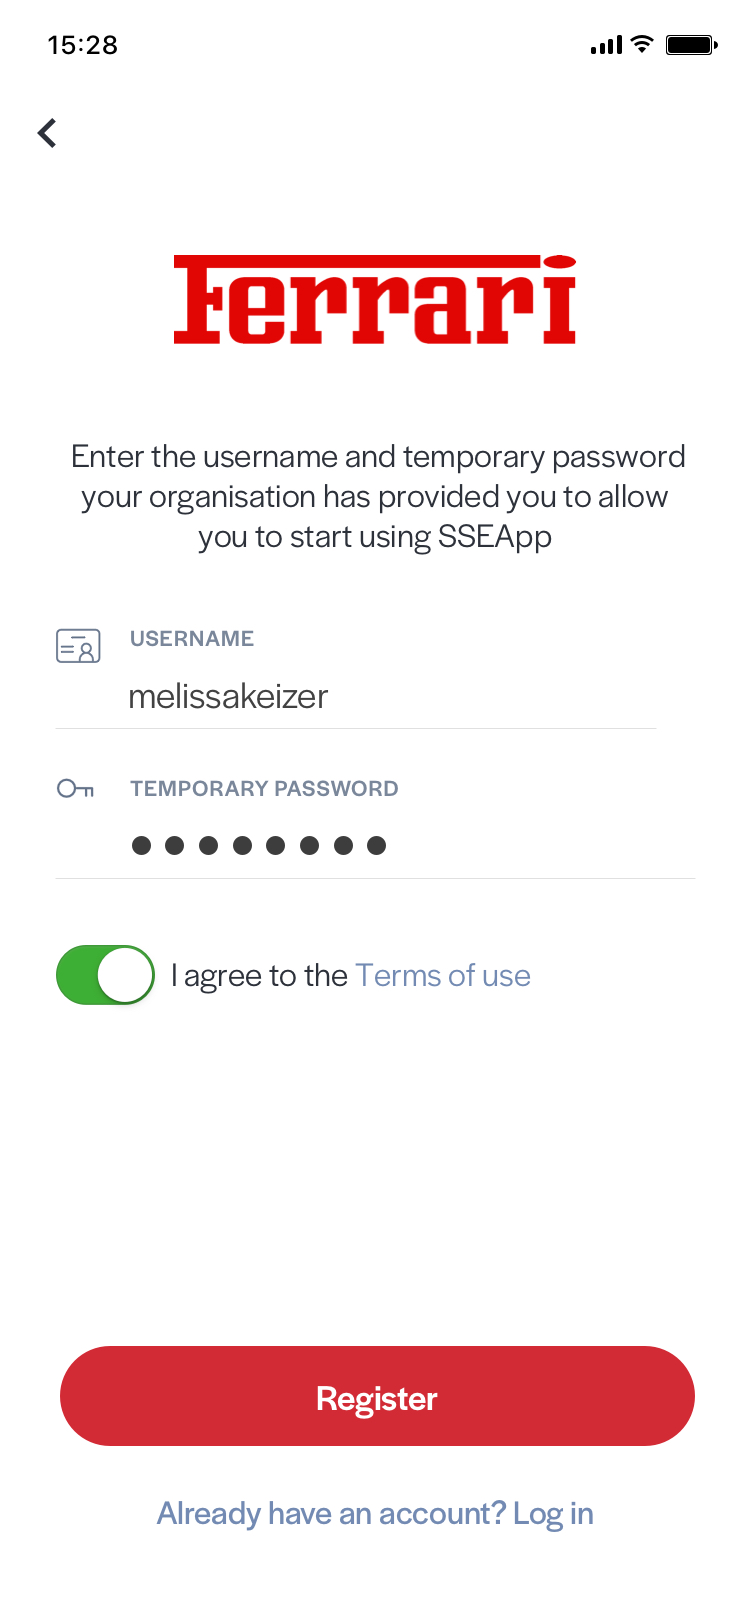 15:28
Ferrari
Enter the username and temporary password
your organisation has provided you to allow
you to start using SSEApp
USERNAME
melissakeizer
TEMPORARY PASSWORD
●●●●●●●●
I agree to the Terms of use
Register
Already have an account? Log in